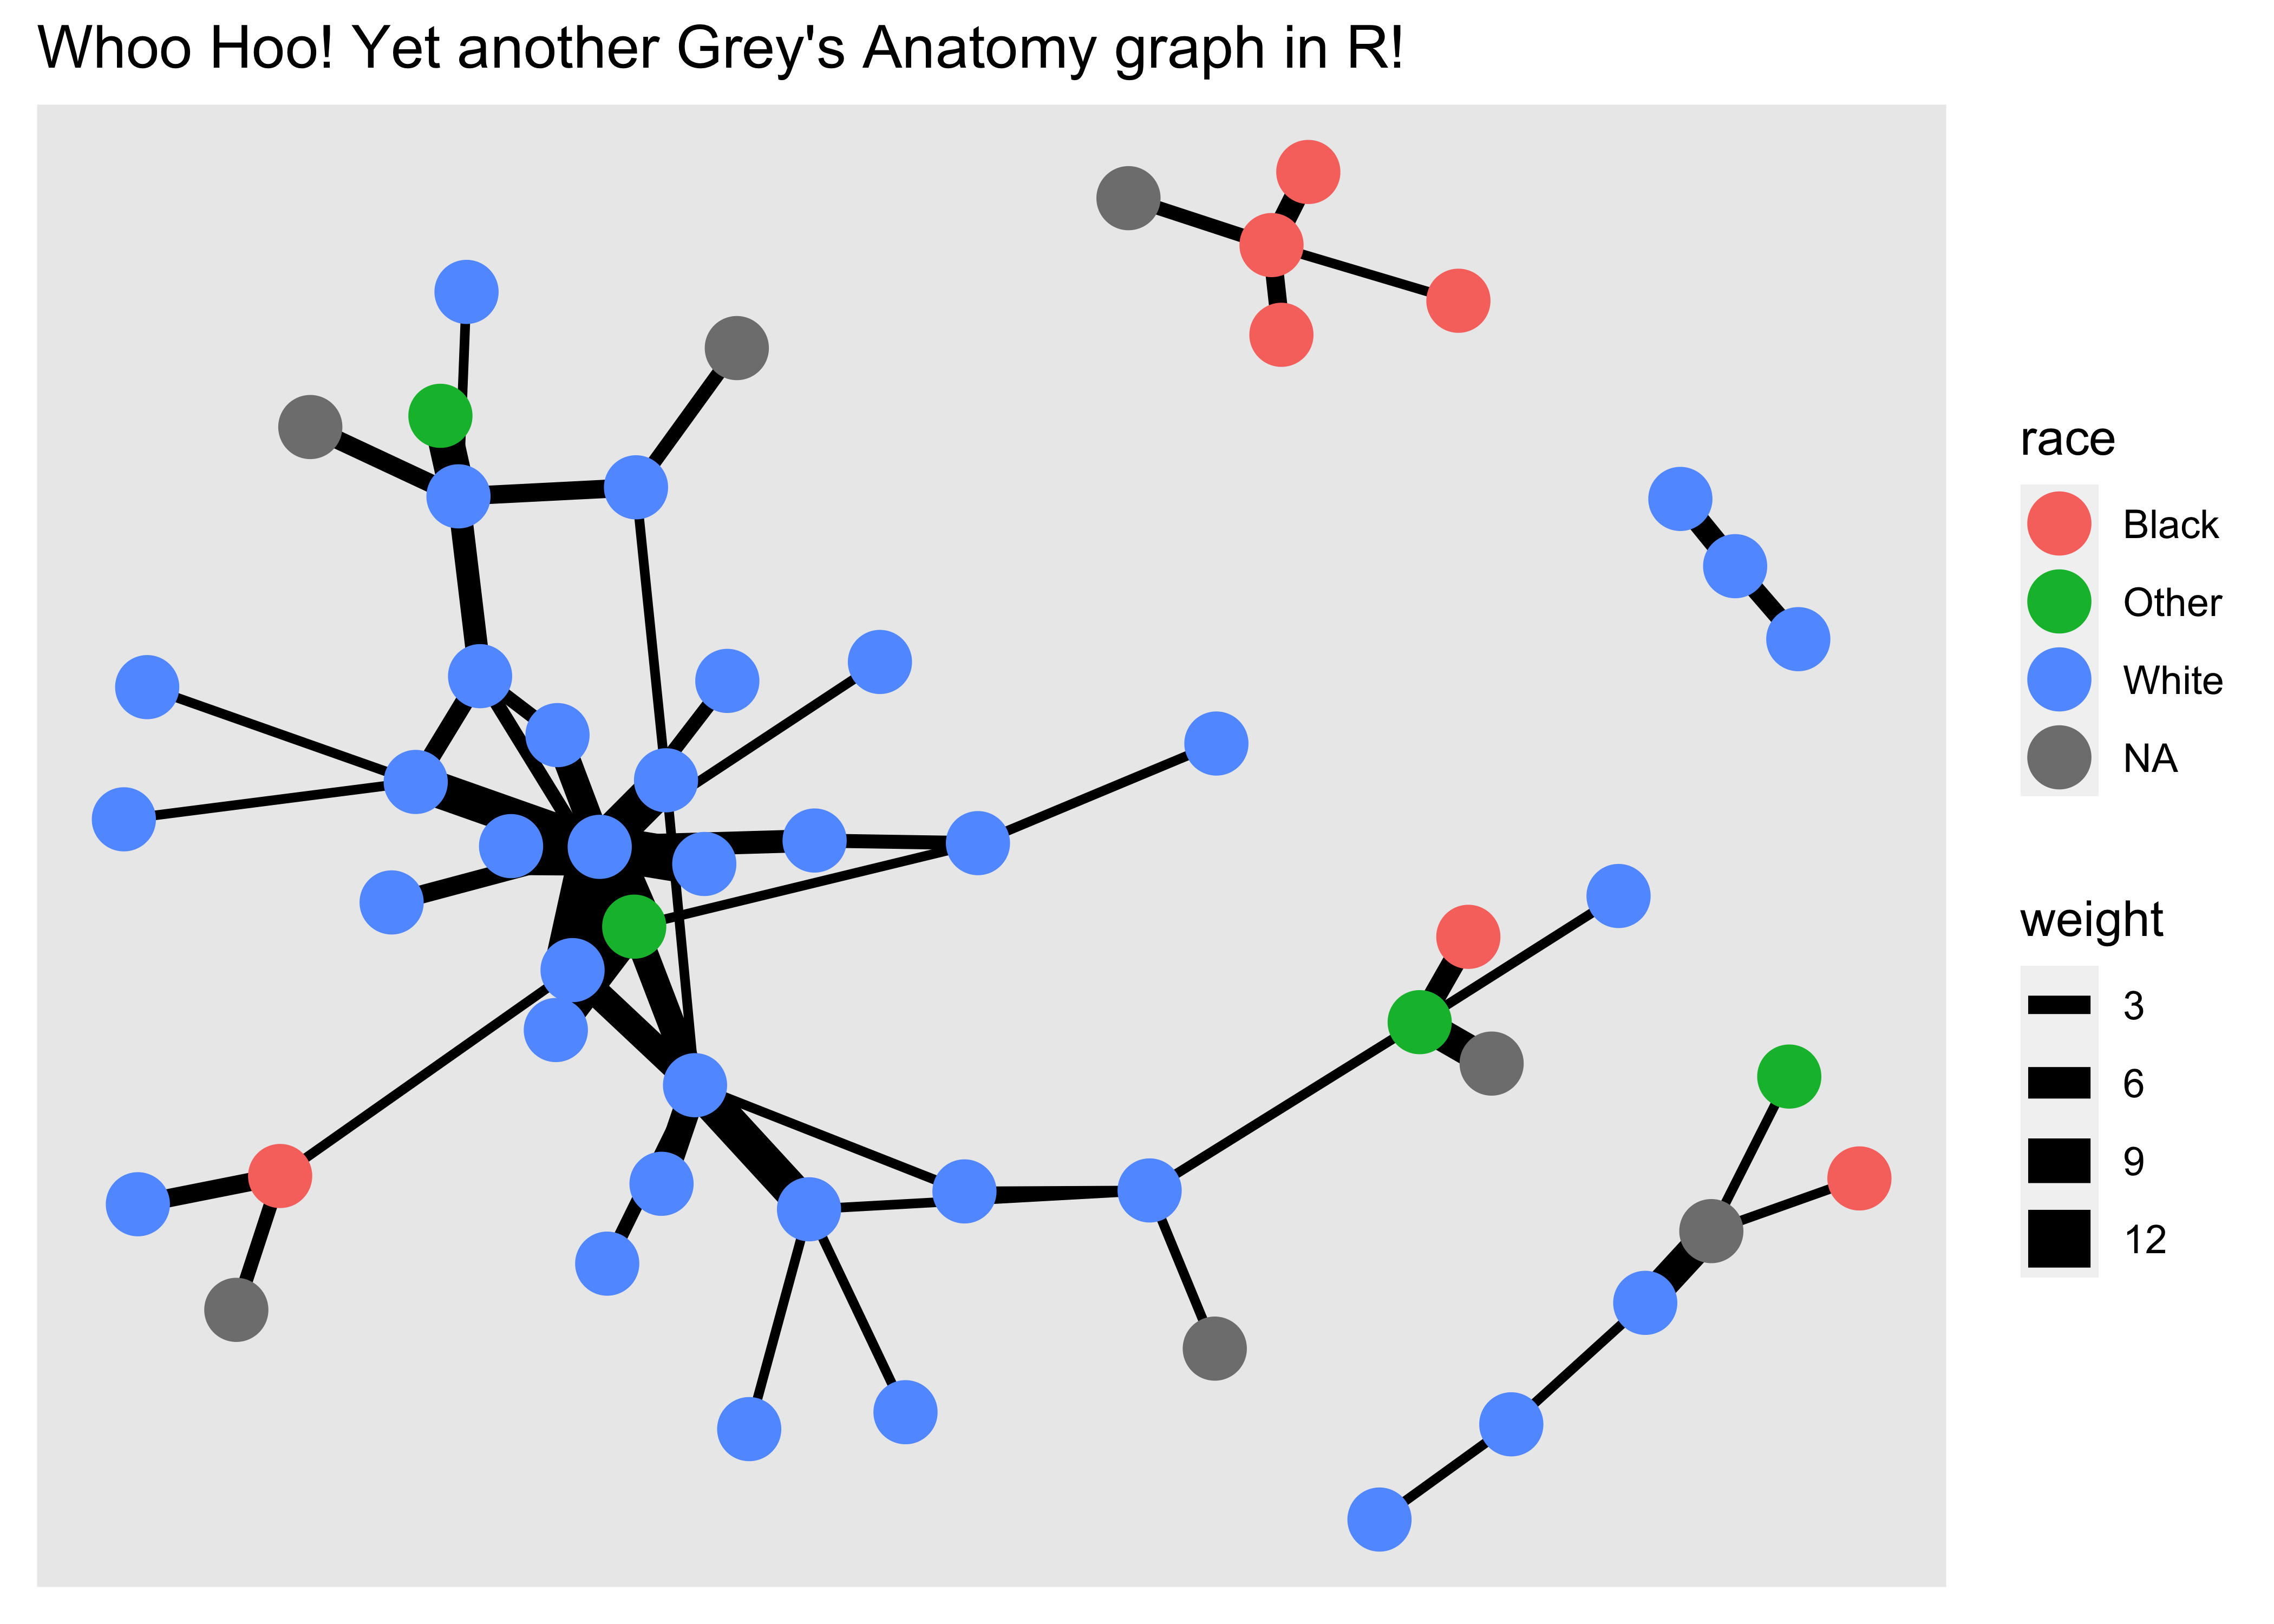 Whoo Hoo! Yet another Grey's Anatomy graph in R!
race
Black
Other
White
NA
weight
3
6
9
12